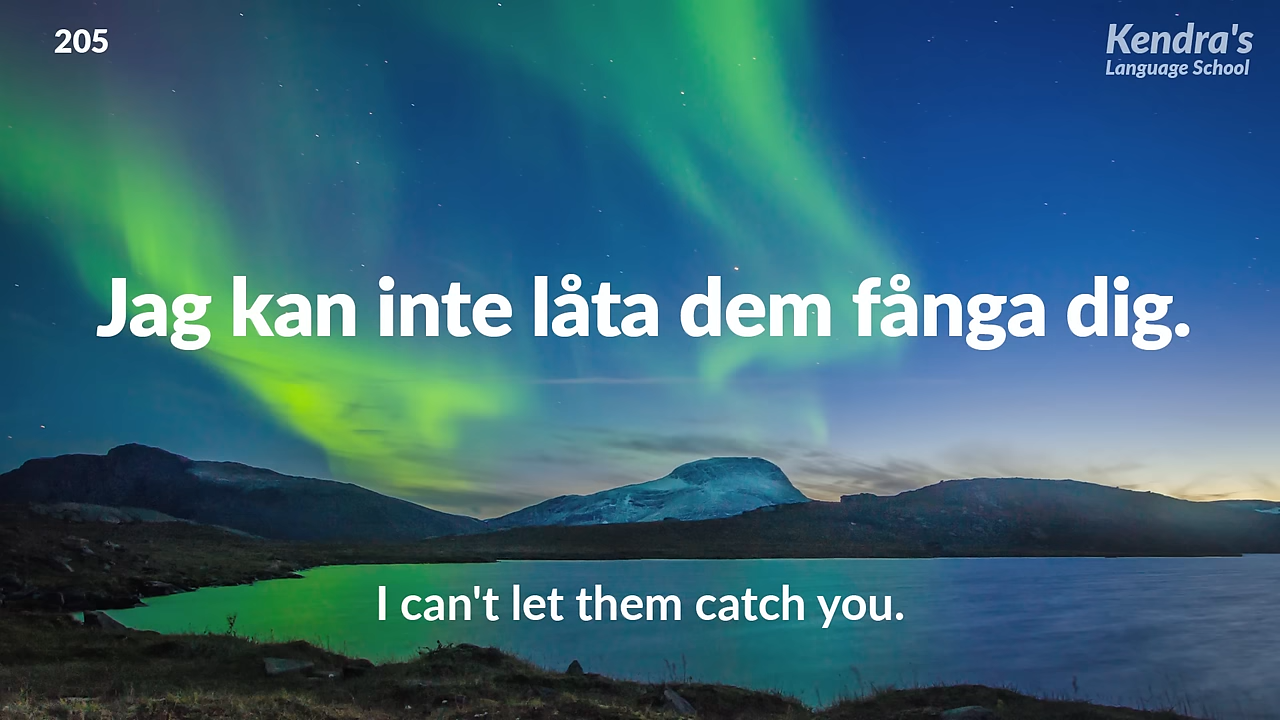 205
Kendra's
Language School
Jag kan inte låta dem fånga dig.
I can't let them catch you.